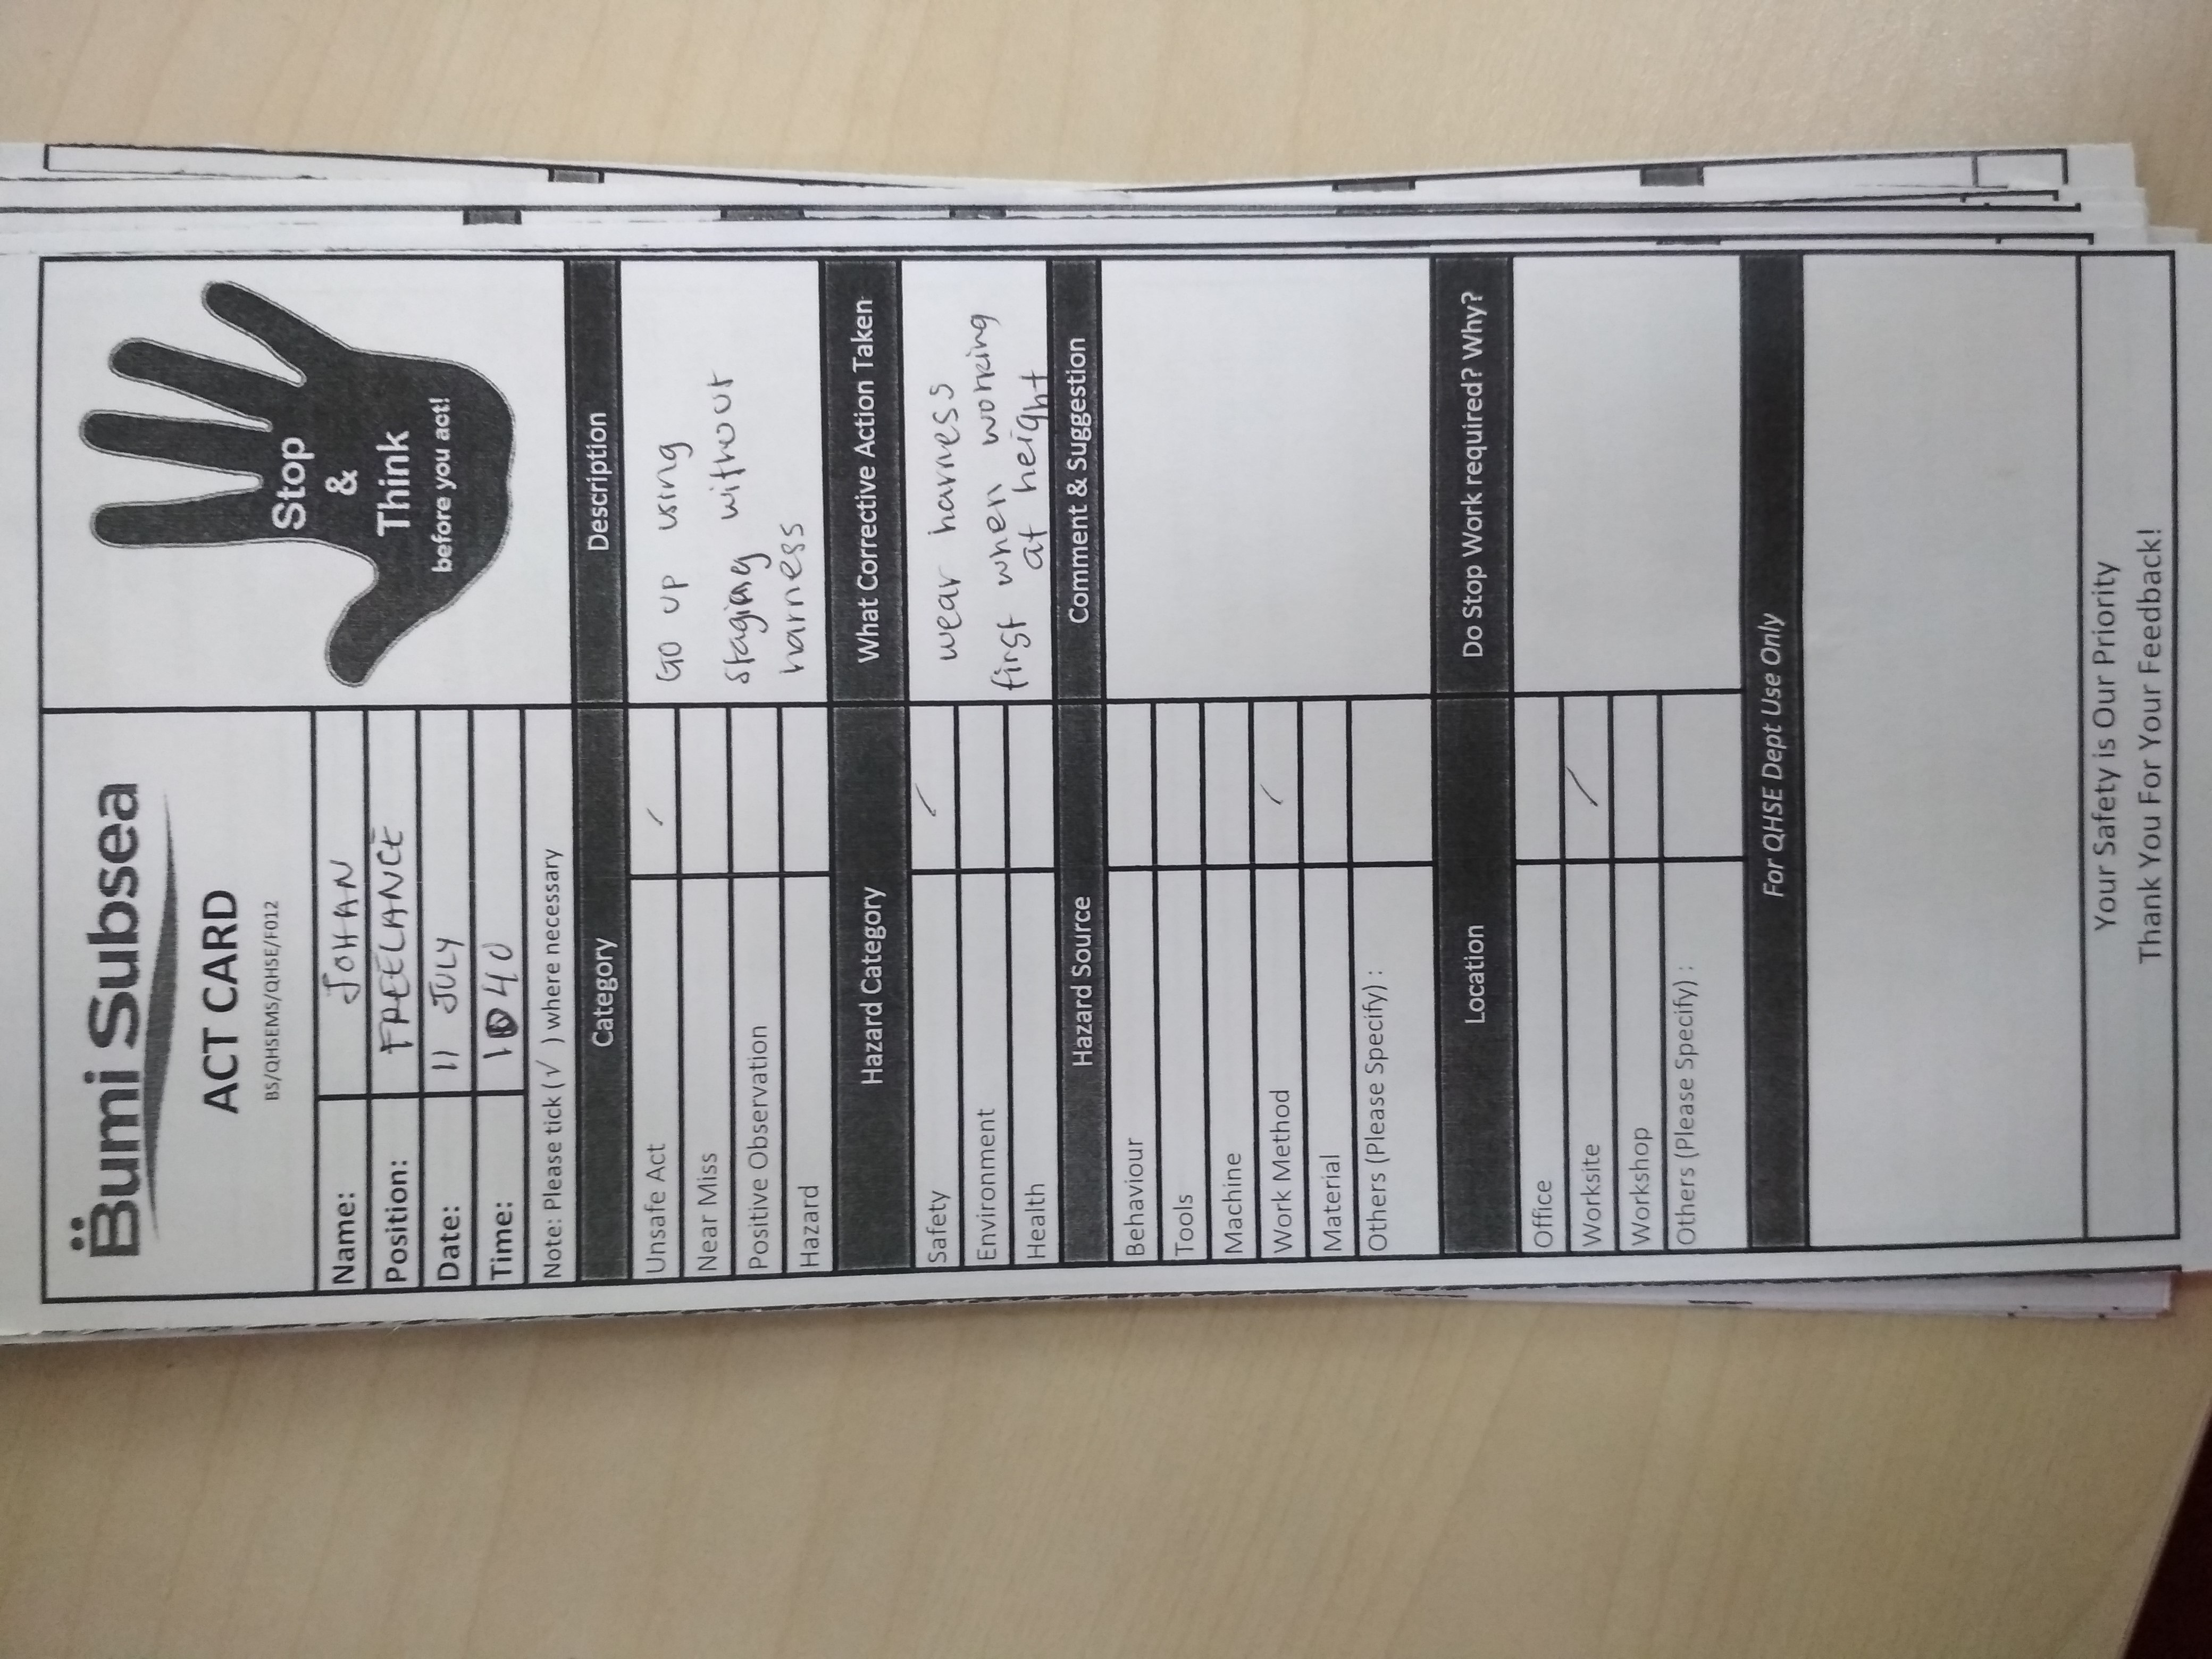 Bumi Subsea
ACT CARD
BS/QHSEMS/QHSE/F012
Stop
&
Think
before you act!
Name: JOHAN
Position: FREELANCE
Date: 11 JULY
Time: 1040
Note: Please tick (√ ) where necessary
Category
Description
Unsafe Act ✓
Near Miss
Positive Observation
Hazard
GO UP using
staging without
harness
Hazard Category
What Corrective Action Taken
Safety ✓
Environment
Health
wear harness
first when working
at height
Hazard Source
Comment & Suggestion
Behaviour
Tools
Machine
Work Method ✓
Material
Others (Please Specify) :
Location
Do Stop Work required? Why?
Office
Worksite ✓
Workshop
Others (Please Specify) :
For QHSE Dept Use Only
Your Safety is Our Priority
Thank You For Your Feedback!